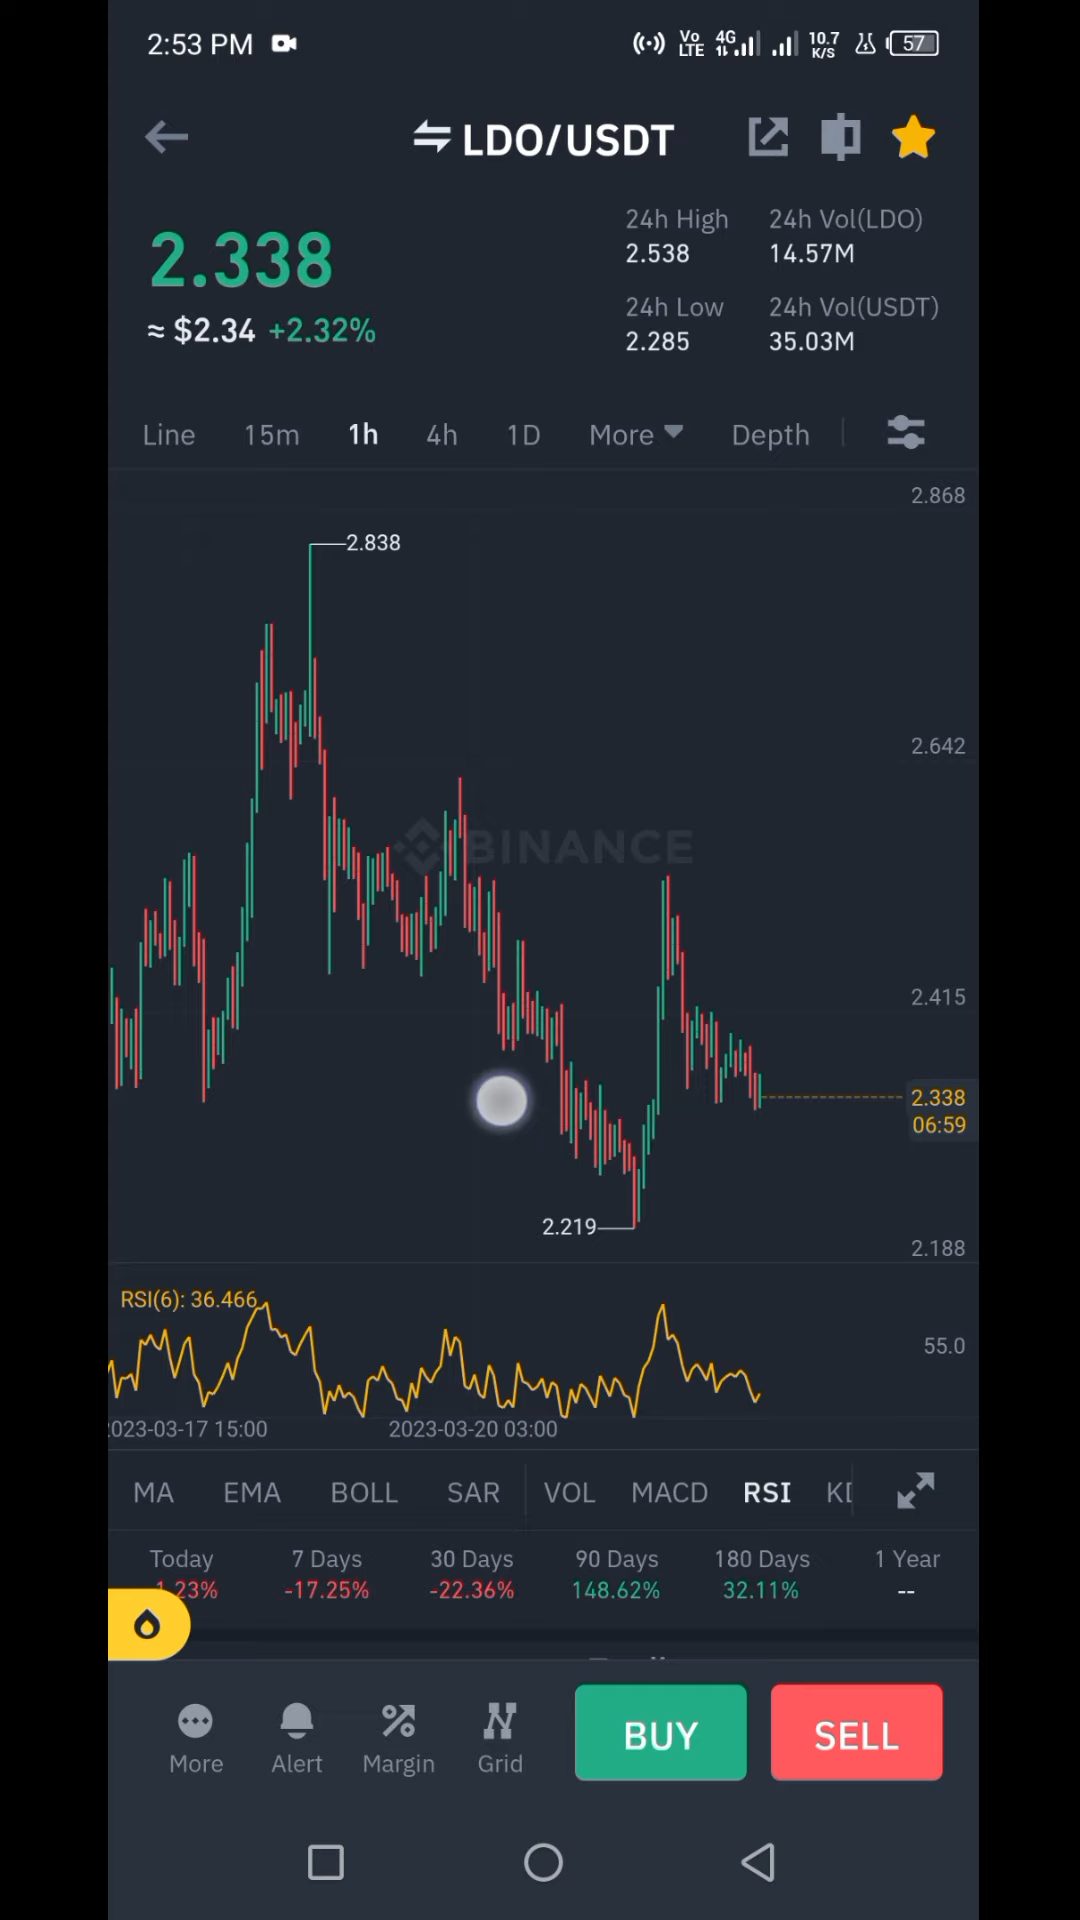 2:53 PM Vo LTE 4G 10.7 K/S 57
LDO/USDT
2.338
≈ $2.34 +2.32%
24h High 24h Vol(LDO)
2.538 14.57M
24h Low 24h Vol(USDT)
2.285 35.03M
Line 15m 1h 4h 1D More Depth
2.868
2.838
2.642
BINANCE
2.415
2.338
06:59
2.219
2.188
RSI(6): 36.466
55.0
2023-03-17 15:00 2023-03-20 03:00
MA EMA BOLL SAR VOL MACD RSI
Today 7 Days 30 Days 90 Days 180 Days 1 Year
1.23% -17.25% -22.36% 148.62% 32.11% --
More Alert Margin Grid BUY SELL